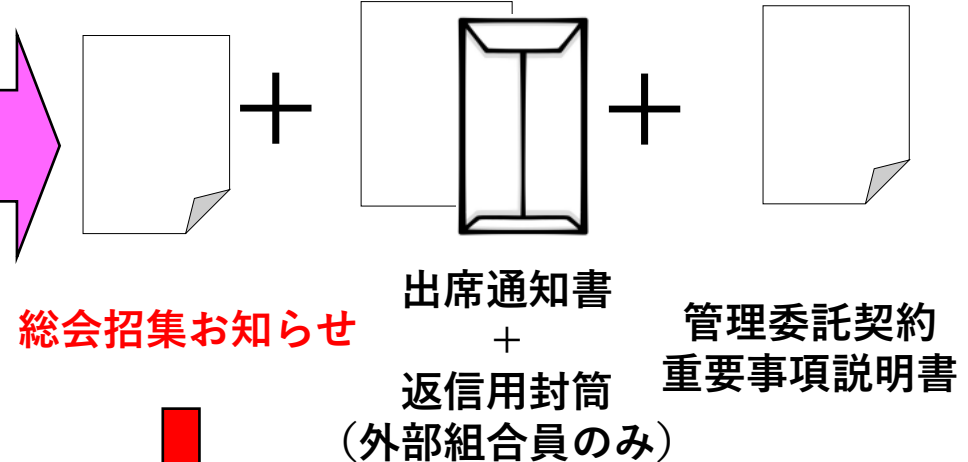 総会招集お知らせ
出席通知書
+
返信用封筒
（外部組合員のみ）
管理委託契約
重要事項説明書